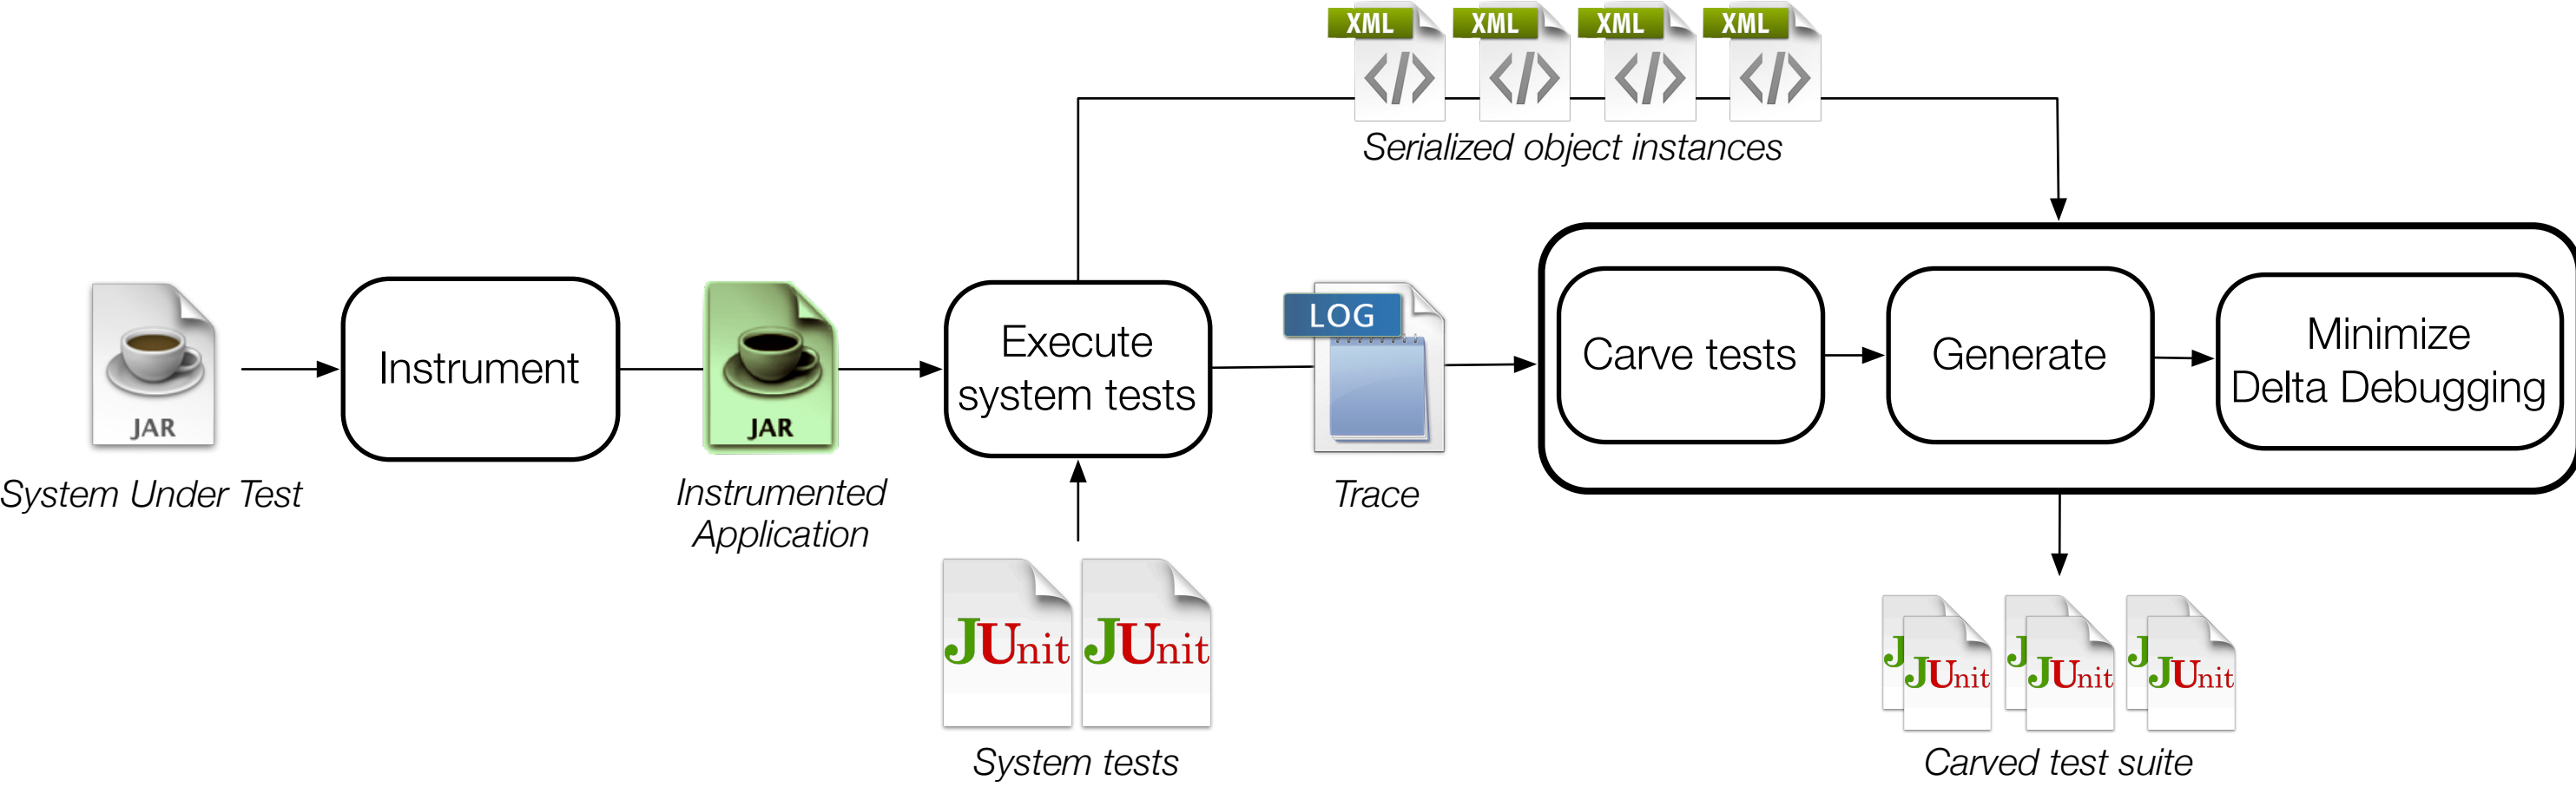 XML XML XML XML
Serialized object instances
JAR
System Under Test
Instrument
JAR
Instrumented
Application
Execute
system tests
JUnit JUnit
System tests
LOG
Trace
Carve tests
Generate
Minimize
Delta Debugging
J JUnit J JUnit J JUnit
Carved test suite